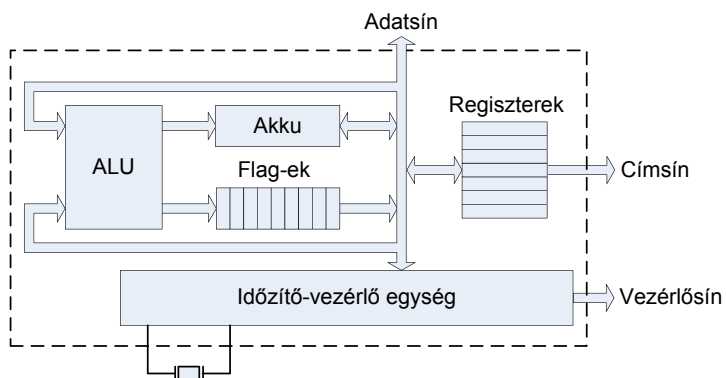 Adatsín
Regiszterek
Akku
ALU
Flag-ek
Címsín
Időzítő-vezérlő egység
Vezérlősín